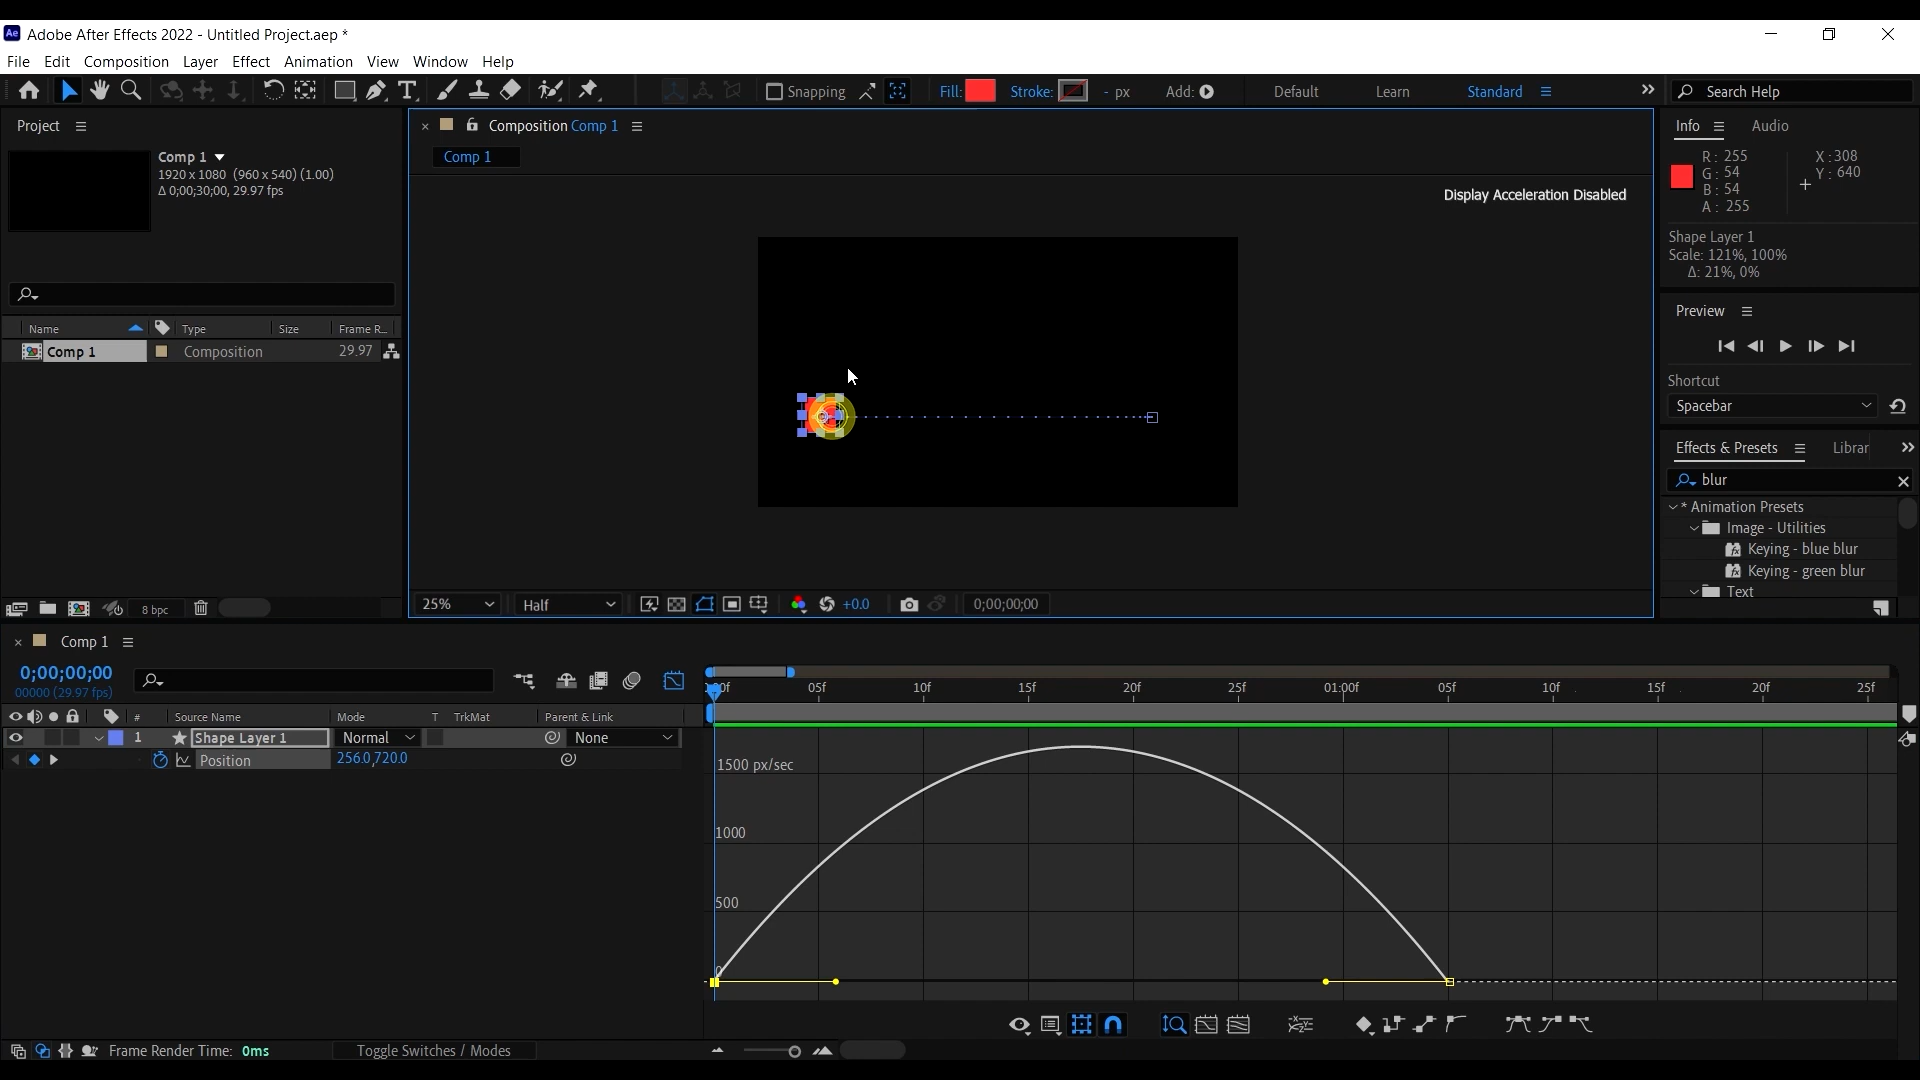 Ae Adobe After Effects 2022 - Untitled Project.aep *
File Edit Composition Layer Effect Animation View Window Help
Snapping Fill: Stroke: - px Add: Default Learn Standard Search Help
Project
Comp 1
1920 x 1080 (960 x 540) (1.00)
Δ 0;00;30;00, 29.97 fps
Name Type Size Frame R...
Comp 1 Composition 29.97
8 bpc
Composition Comp 1
Comp 1
Display Acceleration Disabled
25% Half +0.0 0;00;00;00
Info Audio
R: 255 X:308
G: 54 Y: 640
B: 54
A: 255
Shape Layer 1
Scale: 121%, 100%
Δ: 21%, 0%
Preview
Shortcut
Spacebar
Effects & Presets Librar
blur
* Animation Presets
Image - Utilities
Keying - blue blur
Keying - green blur
Text
Comp 1
0;00;00;00
00000 (29.97 fps)
:00f 05f 10f 15f 20f 25f 01:00f 05f 10f 15f 20f 25f
# Source Name Mode T TrkMat Parent & Link
1 Shape Layer 1 Normal None
Position 256.0,720.0
1500 px/sec
1000
500
0
Frame Render Time: 0ms Toggle Switches / Modes